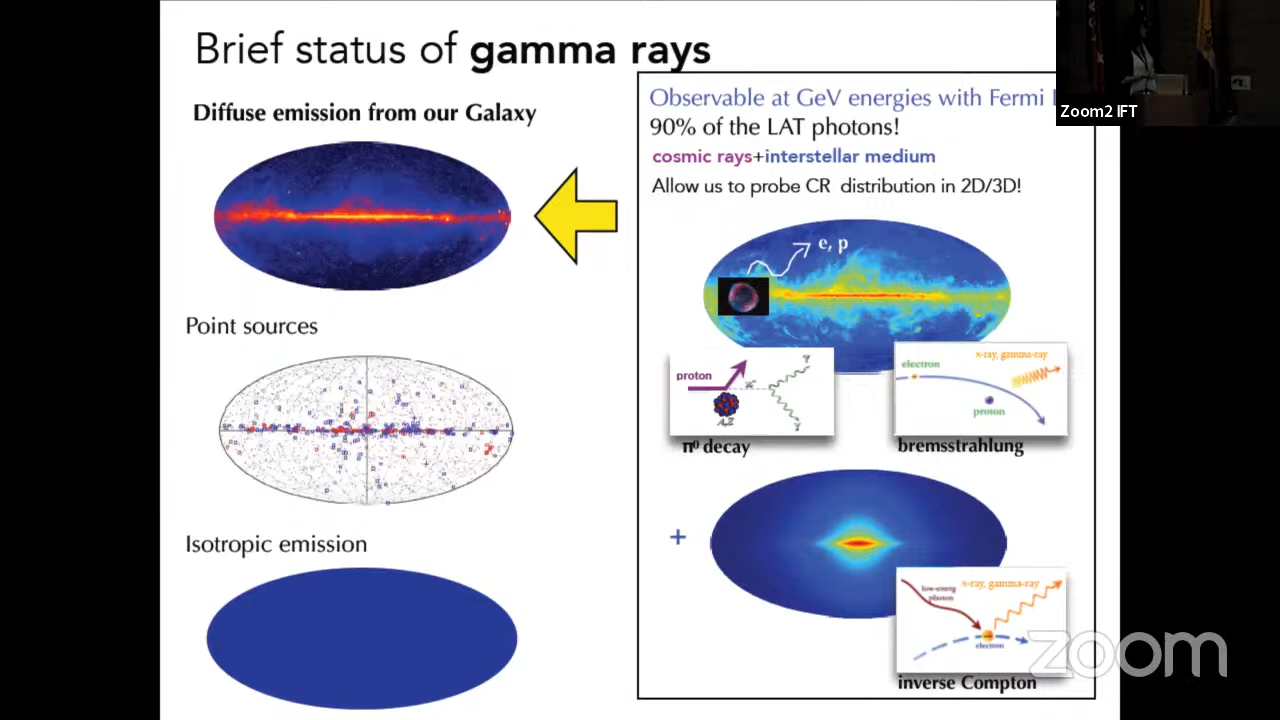 Brief status of gamma rays
Diffuse emission from our Galaxy
Point sources
Isotropic emission
Observable at GeV energies with Fermi
90% of the LAT photons!
cosmic rays+interstellar medium
Allow us to probe CR distribution in 2D/3D!
e, p
proton
π⁰
γ
γ
A,Z
π⁰ decay
electron
x-ray, gamma-ray
proton
bremsstrahlung
+
low-energ
photon
x-ray, gamma-ray
electron
inverse Compton
Zoom2 IFT
zoom